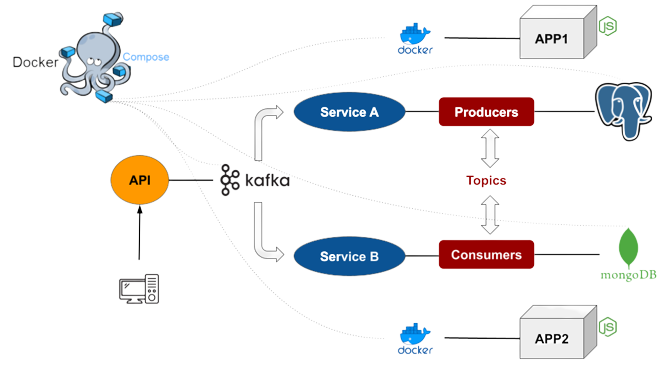 Docker
Compose
docker
APP1
JS
Service A
Producers
API
kafka
Topics
Service B
Consumers
mongoDB
docker
APP2
JS